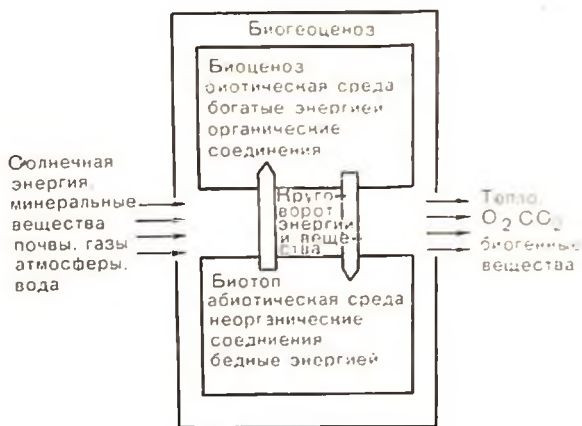 Биогеоценоз
Биоценоз
биотическая среда
богатые энергией
органические
соединения
Солнечная
энергия,
минеральные
вещества
почвы, газы
атмосферы,
вода
Круго-
ворот
энергии
и веще-
ства
Тепло,
O₂ CO₂
биогенные
вещества
Биотоп
абиотическая среда
неорганические
соединения
бедные энергией